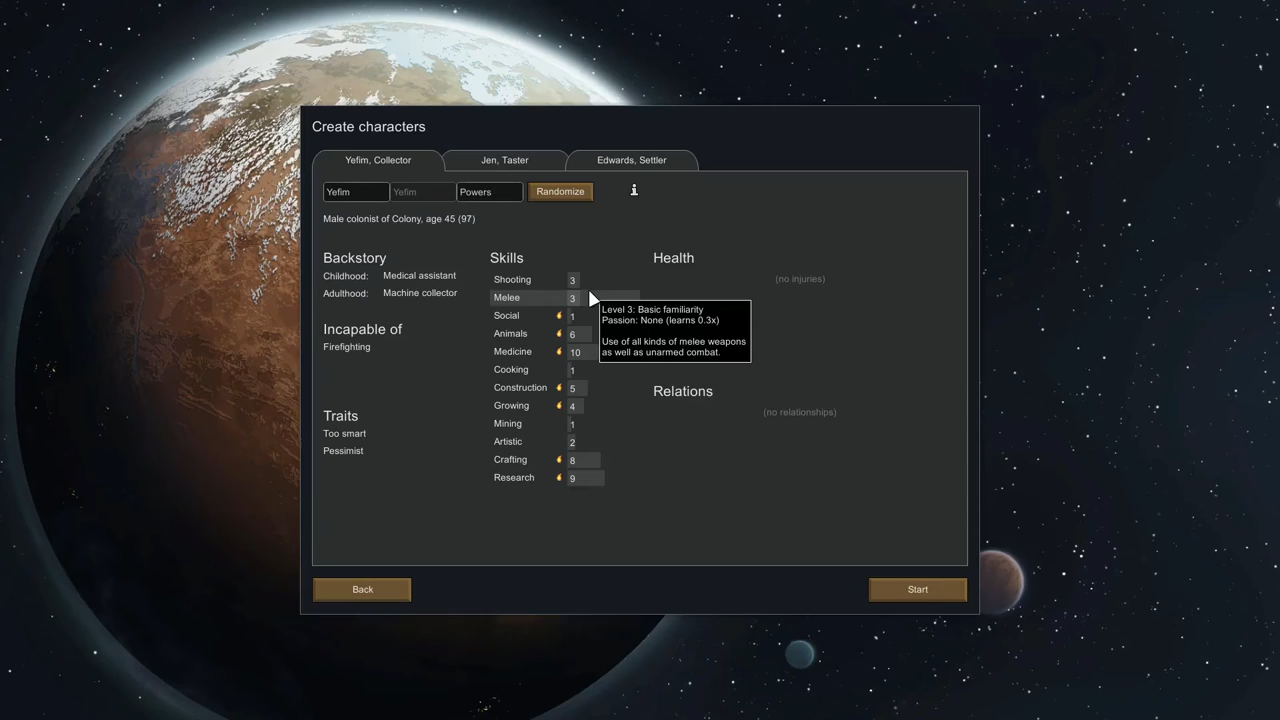 Create characters
Yefim, Collector
Jen, Taster
Edwards, Settler
Yefim
Yefim
Powers
Randomize
Male colonist of Colony, age 45 (97)
Backstory
Childhood: Medical assistant
Adulthood: Machine collector
Incapable of
Firefighting
Traits
Too smart
Pessimist
Skills
Shooting 3
Melee 3
Social 1
Animals 6
Medicine 10
Cooking 1
Construction 5
Growing 4
Mining 1
Artistic 2
Crafting 8
Research 9
Level 3: Basic familiarity
Passion: None (learns 0.3x)
Use of all kinds of melee weapons
as well as unarmed combat.
Health
(no injuries)
Relations
(no relationships)
Back
Start